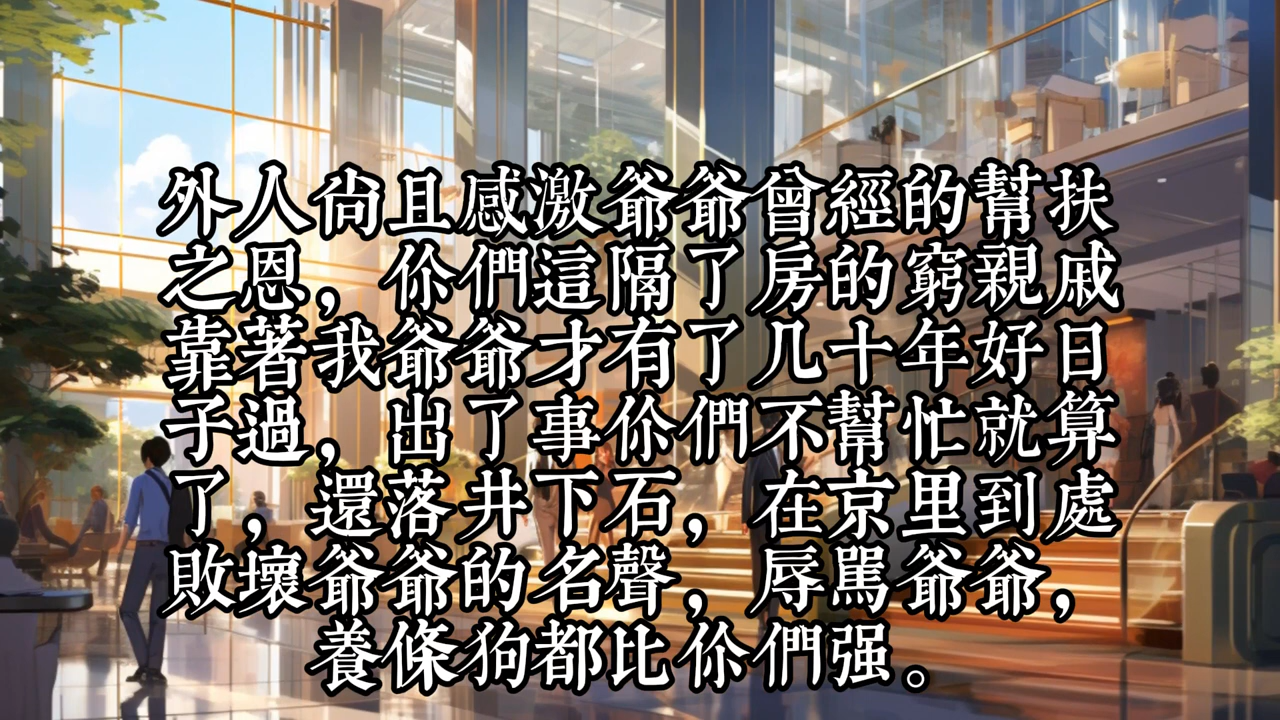 外人尙且感激爺爺曾經的幫扶
之恩，你們這隔了房的窮親戚
靠著我爺爺才有了几十年好日
子過，出了事你們不幫忙就算
了，還落井下石，在京里到處
敗壞爺爺的名聲，辱罵爺爺，
養條狗都比你們强。